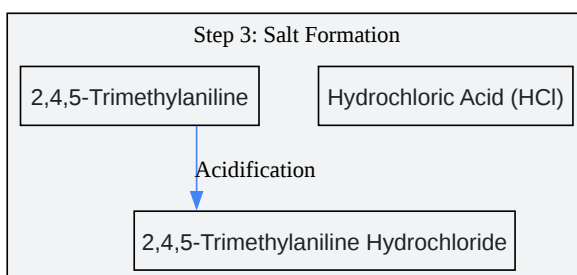 Step 3: Salt Formation
2,4,5-Trimethylaniline
Hydrochloric Acid (HCl)
Acidification
2,4,5-Trimethylaniline Hydrochloride